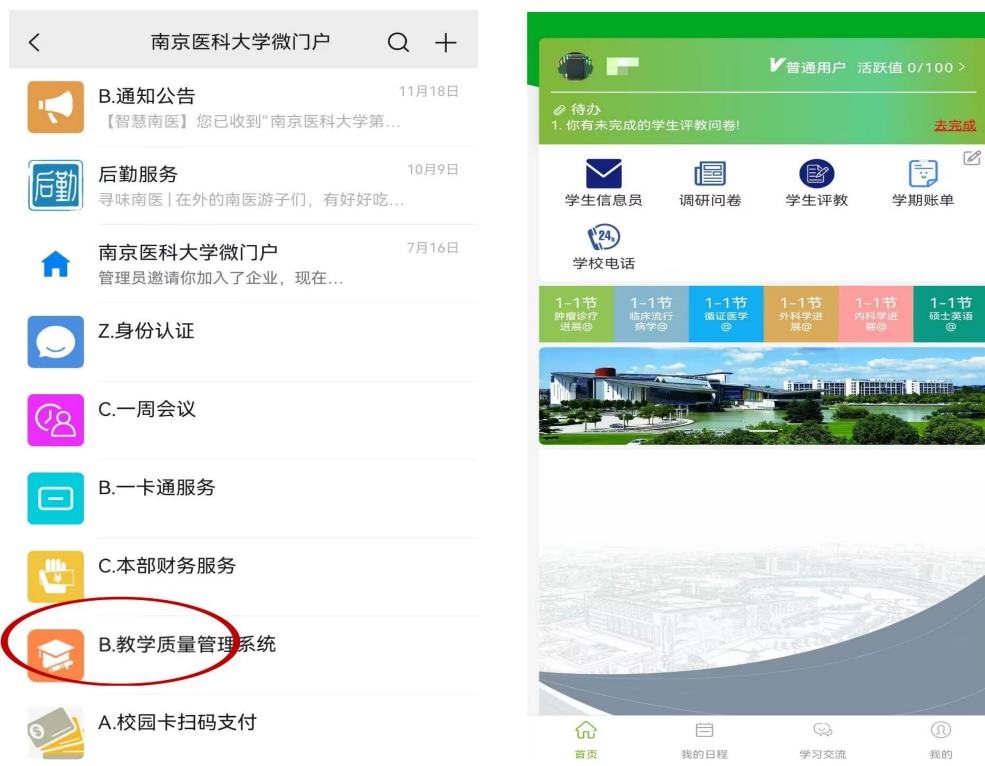 南京医科大学微门户
B.通知公告
11月18日
【智慧南医】您已收到“南京医科大学第...
后勤
后勤服务
10月9日
寻味南医|在外的南医游子们，有好好吃...
南京医科大学微门户
7月16日
管理员邀请你加入了企业，现在...
Z.身份认证
C.一周会议
B.一卡通服务
C.本部财务服务
B.教学质量管理系统
A.校园卡扫码支付
V普通用户 活跃值 0/100 >
待办
1. 你有未完成的学生评教问卷!
去完成
学生信息员
调研问卷
学生评教
学期账单
24h
学校电话
1-1节
肿瘤诊疗
进展@
1-1节
临床流行
病学@
1-1节
循证医学
@
1-1节
外科学进
展@
1-1节
内科学进
展@
1-1节
硕士英语
@
首页
我的日程
学习交流
我的